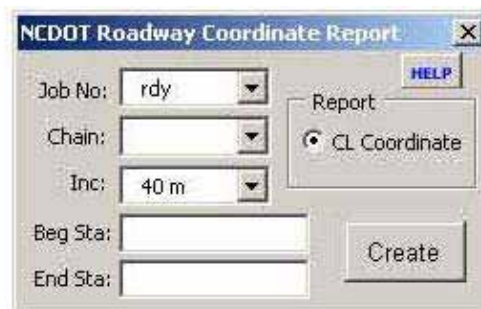 NCDOT Roadway Coordinate Report
HELP
Job No: rdy
Report
Chain:
CL Coordinate
Inc: 40 m
Beg Sta:
Create
End Sta: